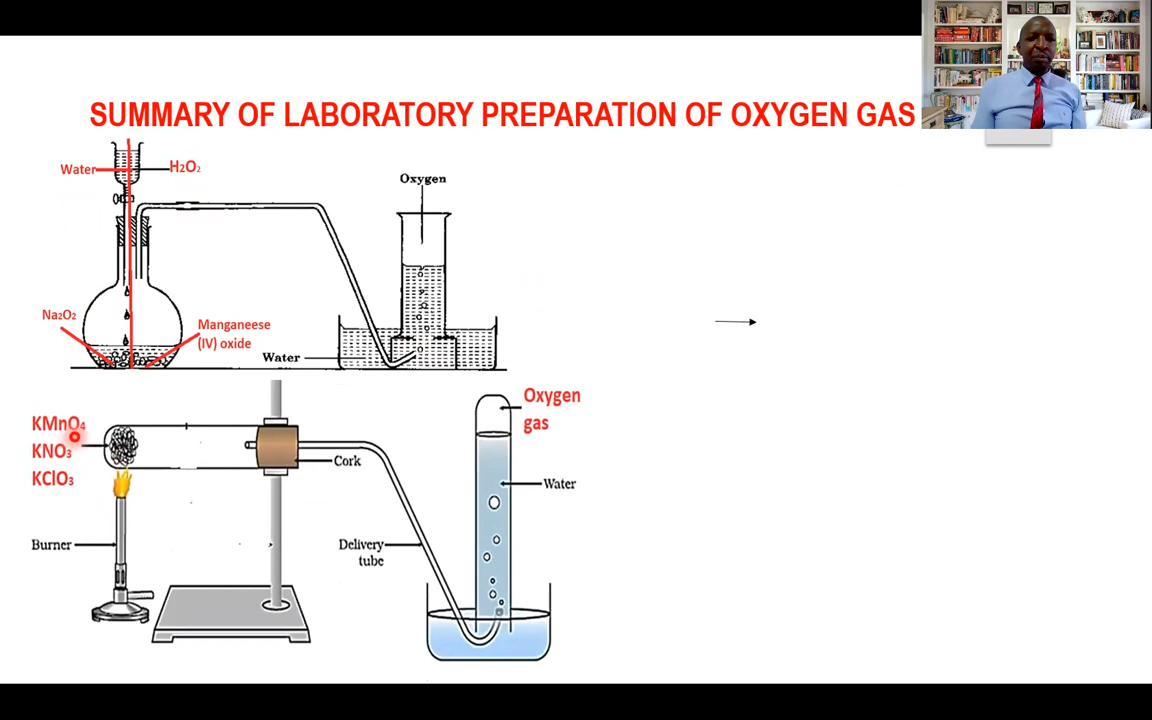 SUMMARY OF LABORATORY PREPARATION OF OXYGEN GAS
Water
H₂O₂
Oxygen
Na₂O₂
Manganeese
(IV) oxide
Water
KMnO₄
KNO₃
KClO₃
Oxygen
gas
Cork
Water
Burner
Delivery
tube